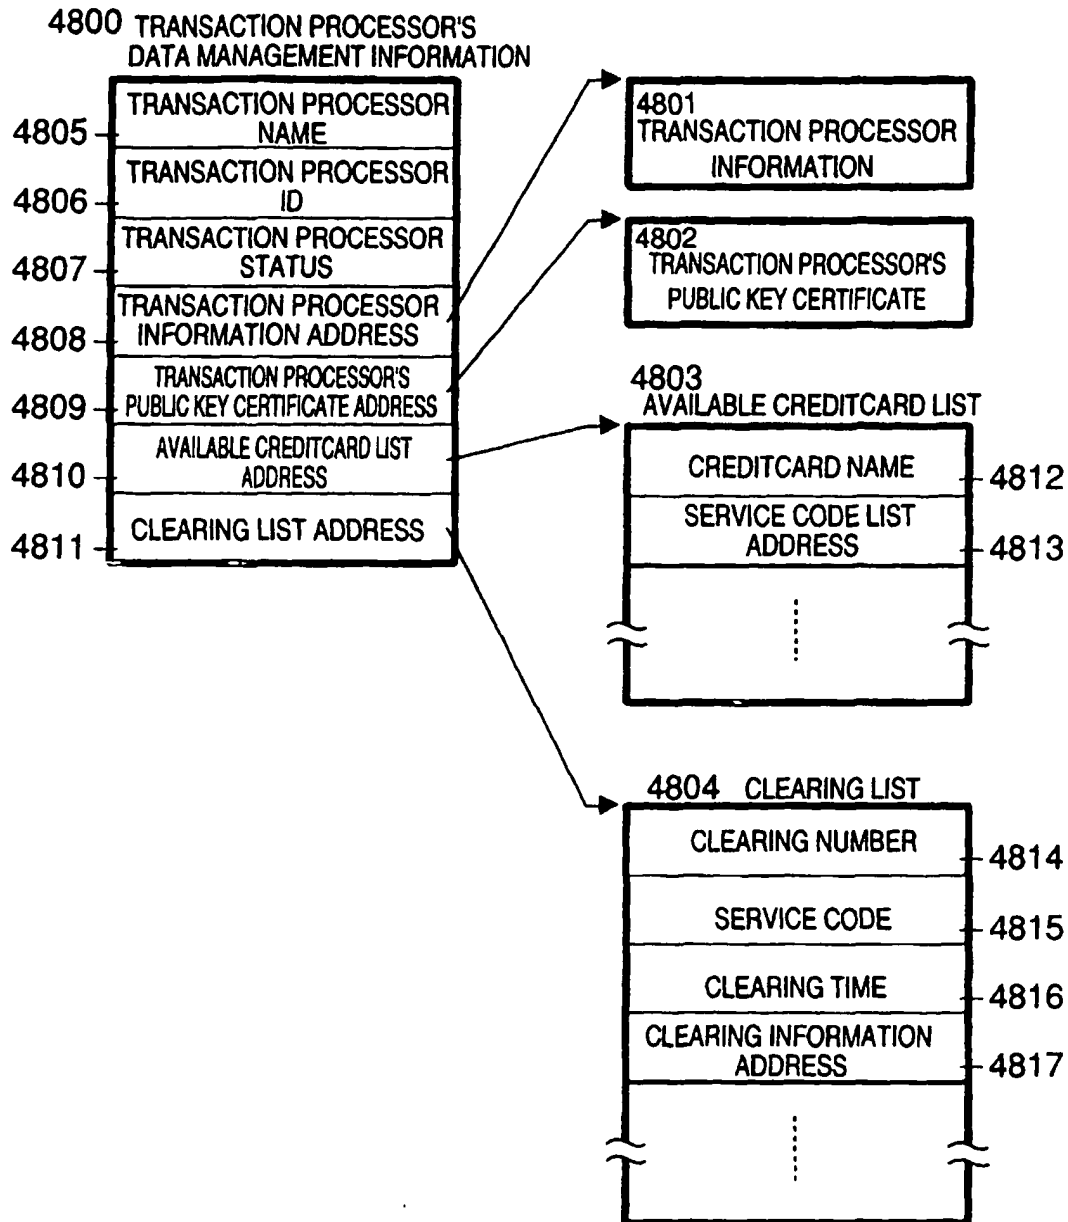 4800 TRANSACTION PROCESSOR'S
DATA MANAGEMENT INFORMATION
TRANSACTION PROCESSOR
NAME
4805
TRANSACTION PROCESSOR
ID
4806
TRANSACTION PROCESSOR
STATUS
4807
TRANSACTION PROCESSOR
INFORMATION ADDRESS
4808
TRANSACTION PROCESSOR'S
PUBLIC KEY CERTIFICATE ADDRESS
4809
AVAILABLE CREDITCARD LIST
ADDRESS
4810
CLEARING LIST ADDRESS
4811
4801
TRANSACTION PROCESSOR
INFORMATION
4802
TRANSACTION PROCESSOR'S
PUBLIC KEY CERTIFICATE
4803
AVAILABLE CREDITCARD LIST
CREDITCARD NAME
4812
SERVICE CODE LIST
ADDRESS
4813
4804 CLEARING LIST
CLEARING NUMBER
4814
SERVICE CODE
4815
CLEARING TIME
4816
CLEARING INFORMATION
ADDRESS
4817